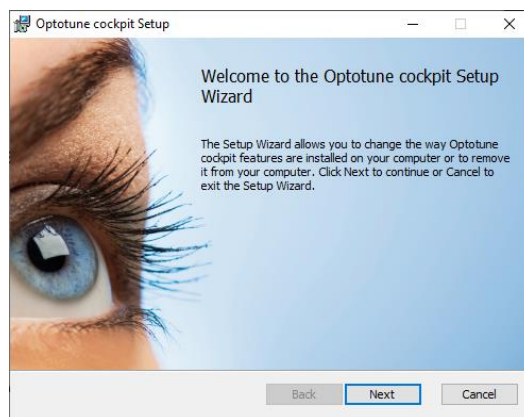 Optotune cockpit Setup
Welcome to the Optotune cockpit Setup
Wizard
The Setup Wizard allows you to change the way Optotune
cockpit features are installed on your computer or to remove
it from your computer. Click Next to continue or Cancel to
exit the Setup Wizard.
Back Next Cancel